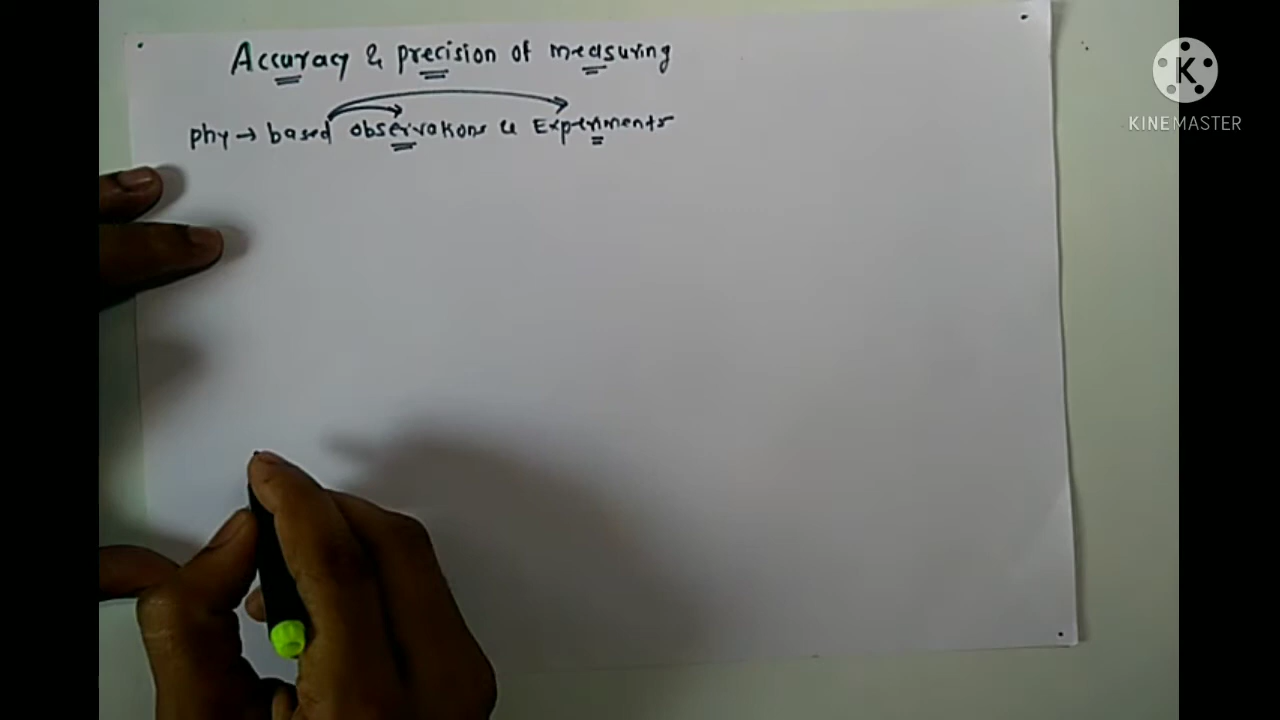 Accuracy & precision of measuring
phy → based observations & Experiments
K
KINEMASTER